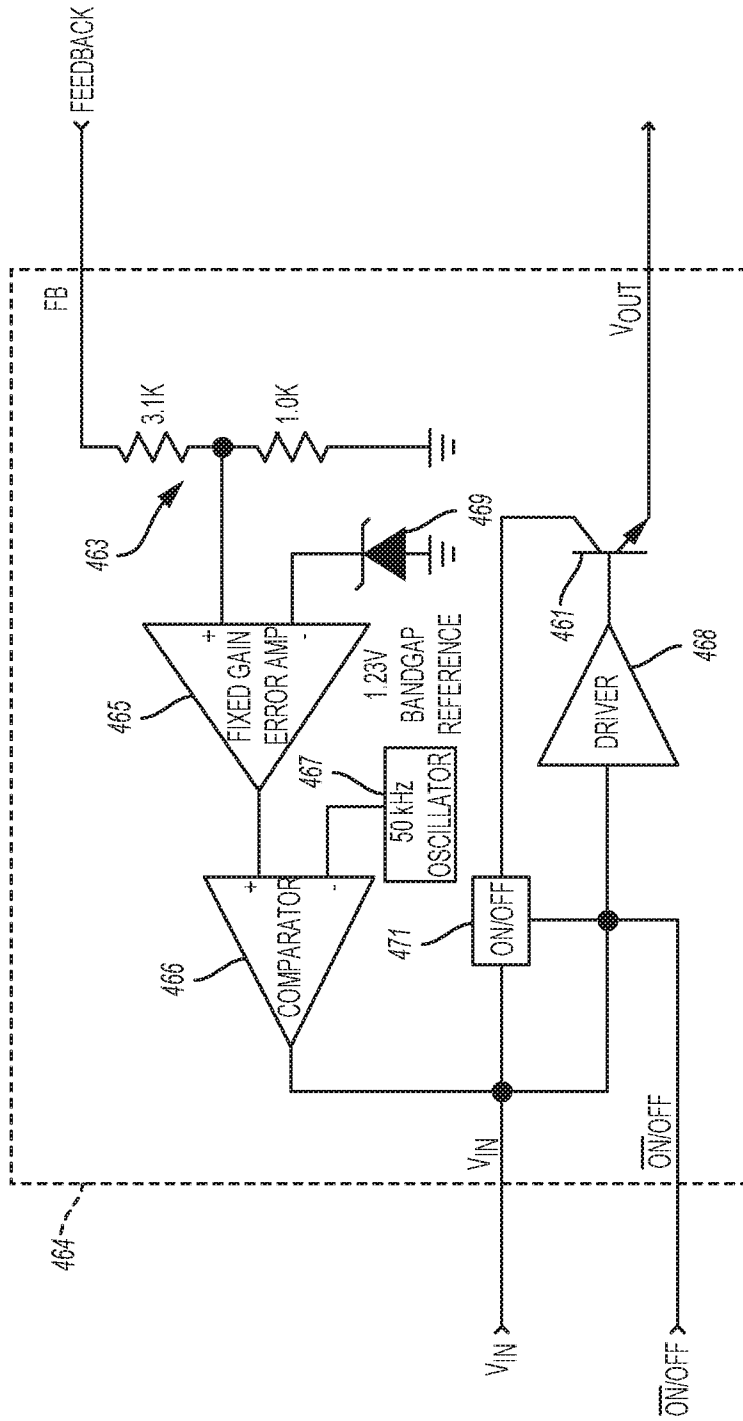 FEEDBACK
FB
3.1K
1.0K
463
469
+
-
FIXED GAIN
ERROR AMP
465
1.23V
BANDGAP
REFERENCE
467
50 kHz
OSCILLATOR
+
-
COMPARATOR
466
464
VIN
VIN
471
ON/OFF
461
DRIVER
468
VOUT
ON/OFF
ON/OFF